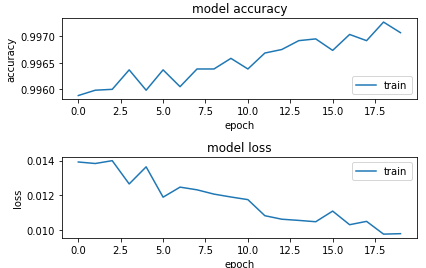 model accuracy
0.9970
0.9965
0.9960
accuracy
train
0.0 2.5 5.0 7.5 10.0 12.5 15.0 17.5
epoch
model loss
0.014
0.012
0.010
loss
train
0.0 2.5 5.0 7.5 10.0 12.5 15.0 17.5
epoch